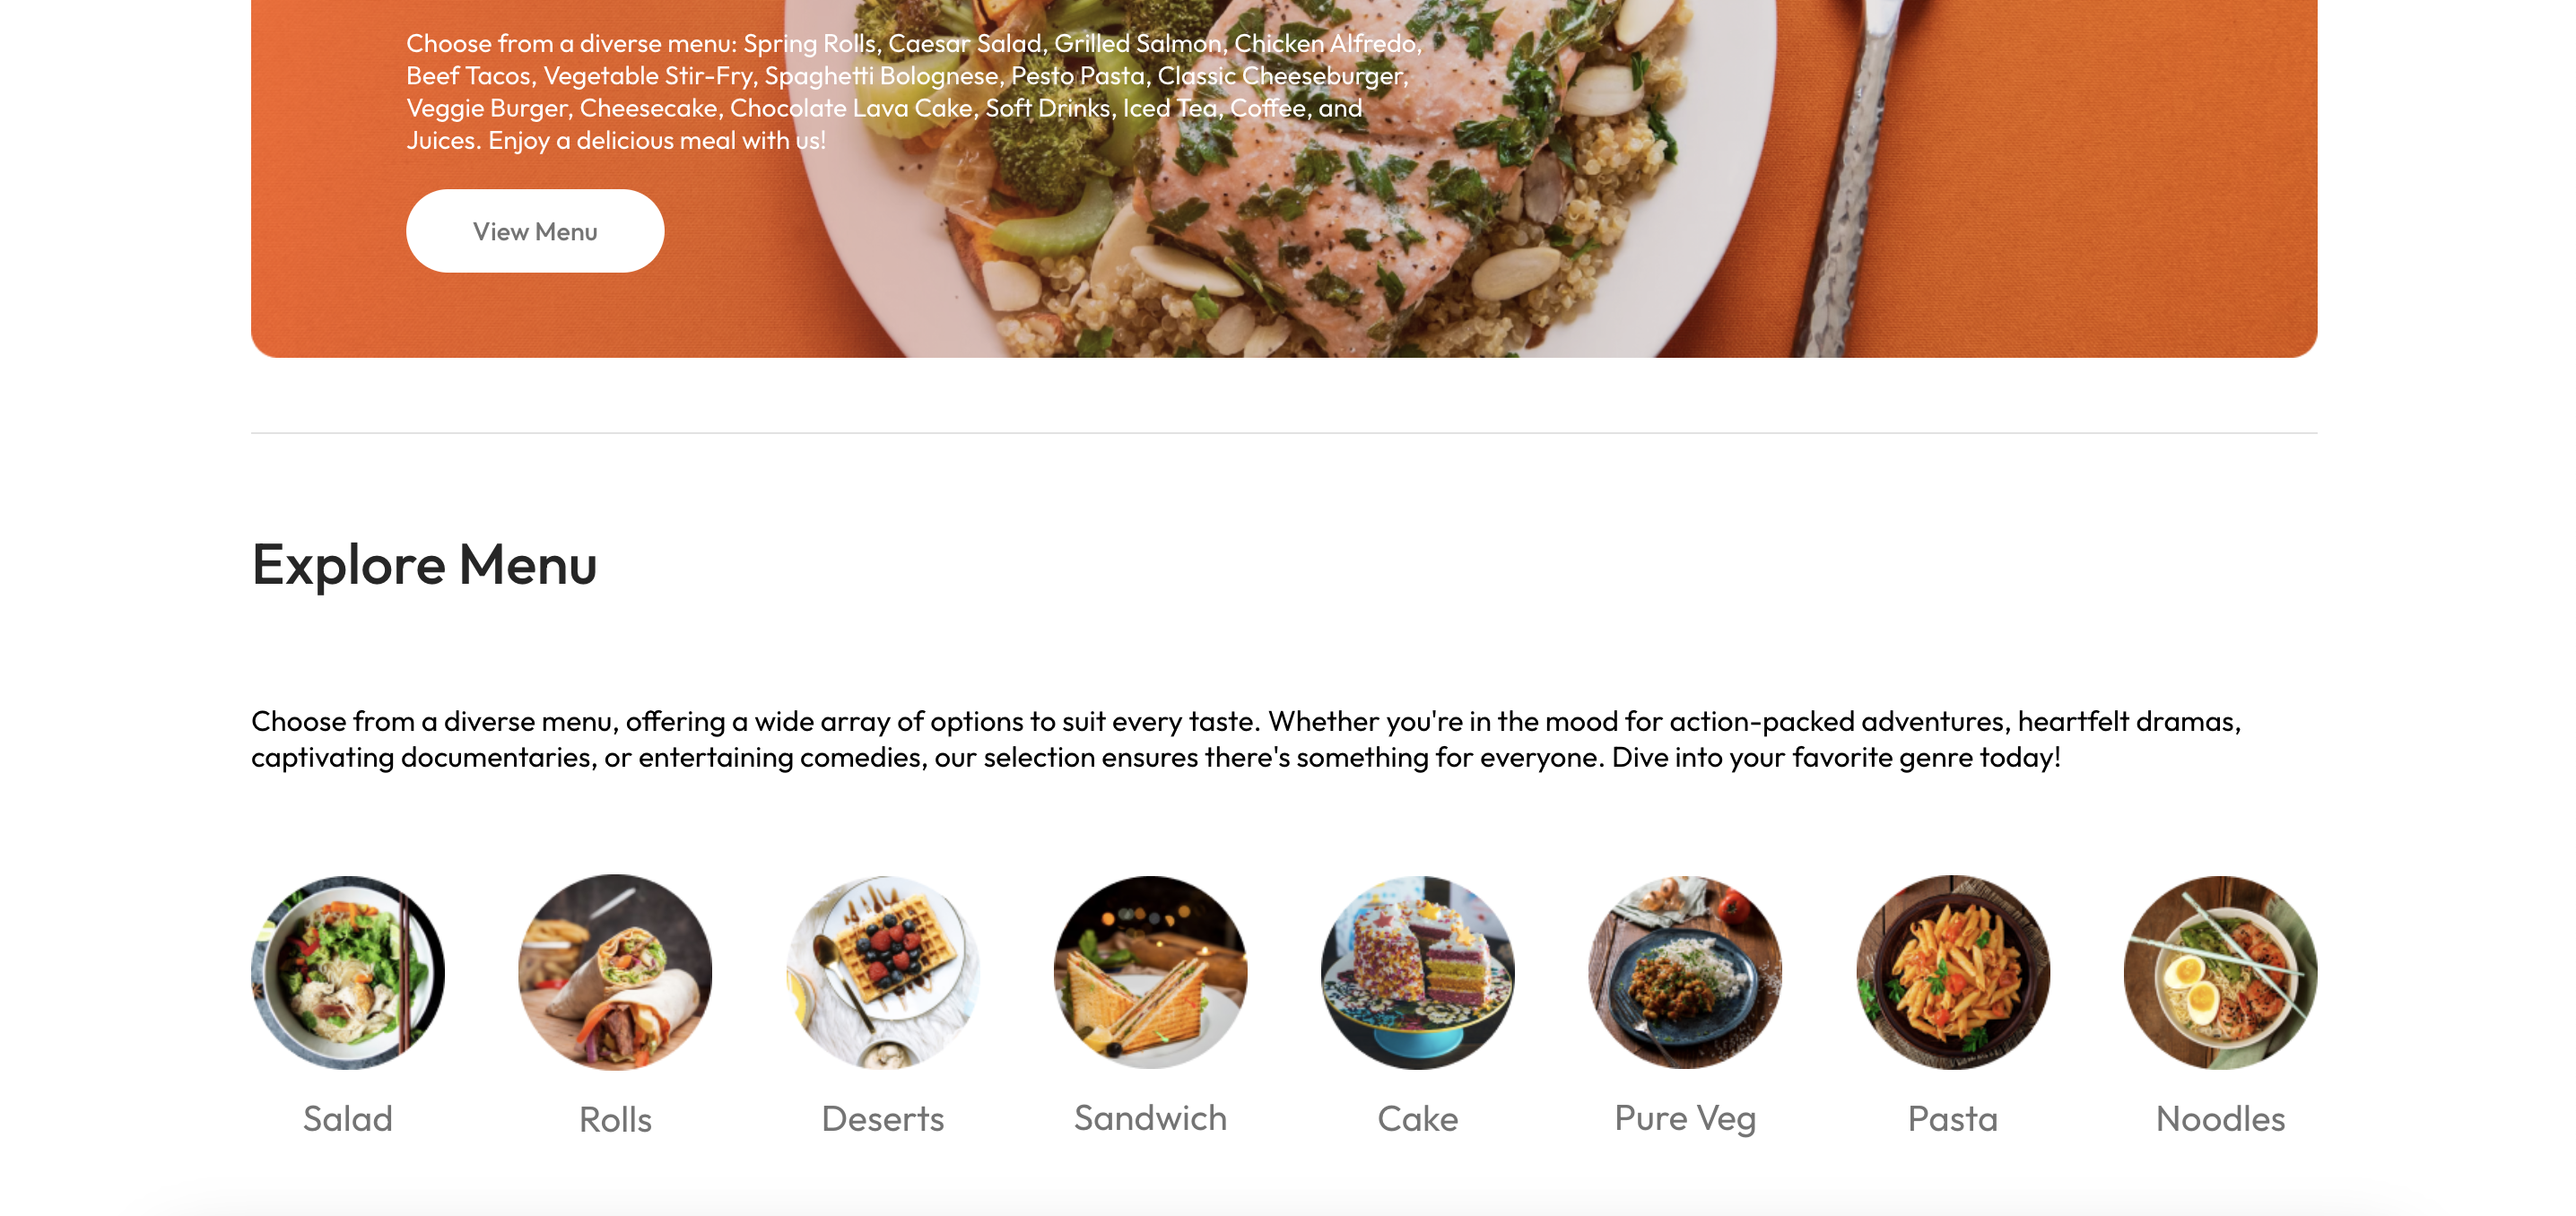 Choose from a diverse menu: Spring Rolls, Caesar Salad, Grilled Salmon, Chicken Alfredo,
Beef Tacos, Vegetable Stir-Fry, Spaghetti Bolognese, Pesto Pasta, Classic Cheeseburger,
Veggie Burger, Cheesecake, Chocolate Lava Cake, Soft Drinks, Iced Tea, Coffee, and
Juices. Enjoy a delicious meal with us!
View Menu
Explore Menu
Choose from a diverse menu, offering a wide array of options to suit every taste. Whether you're in the mood for action-packed adventures, heartfelt dramas,
captivating documentaries, or entertaining comedies, our selection ensures there's something for everyone. Dive into your favorite genre today!
Salad
Rolls
Deserts
Sandwich
Cake
Pure Veg
Pasta
Noodles